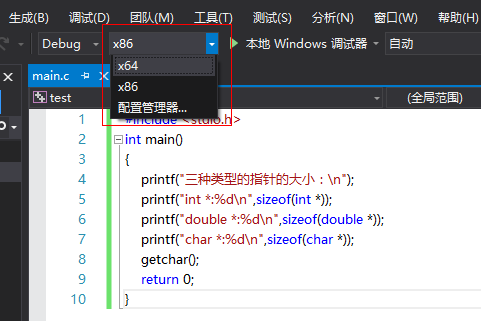 生成(B) 调试(D) 团队(M) 工具(T) 测试(S) 分析(N) 窗口(W) 帮助(H)
Debug x86 本地 Windows 调试器 自动
x64
x86
配置管理器...
main.c
test (全局范围)
1 #include <stdio.h>
2 int main()
3 {
4 printf("三种类型的指针的大小：\n");
5 printf("int *:%d\n",sizeof(int *));
6 printf("double *:%d\n",sizeof(double *));
7 printf("char *:%d\n",sizeof(char *));
8 getchar();
9 return 0;
10 }